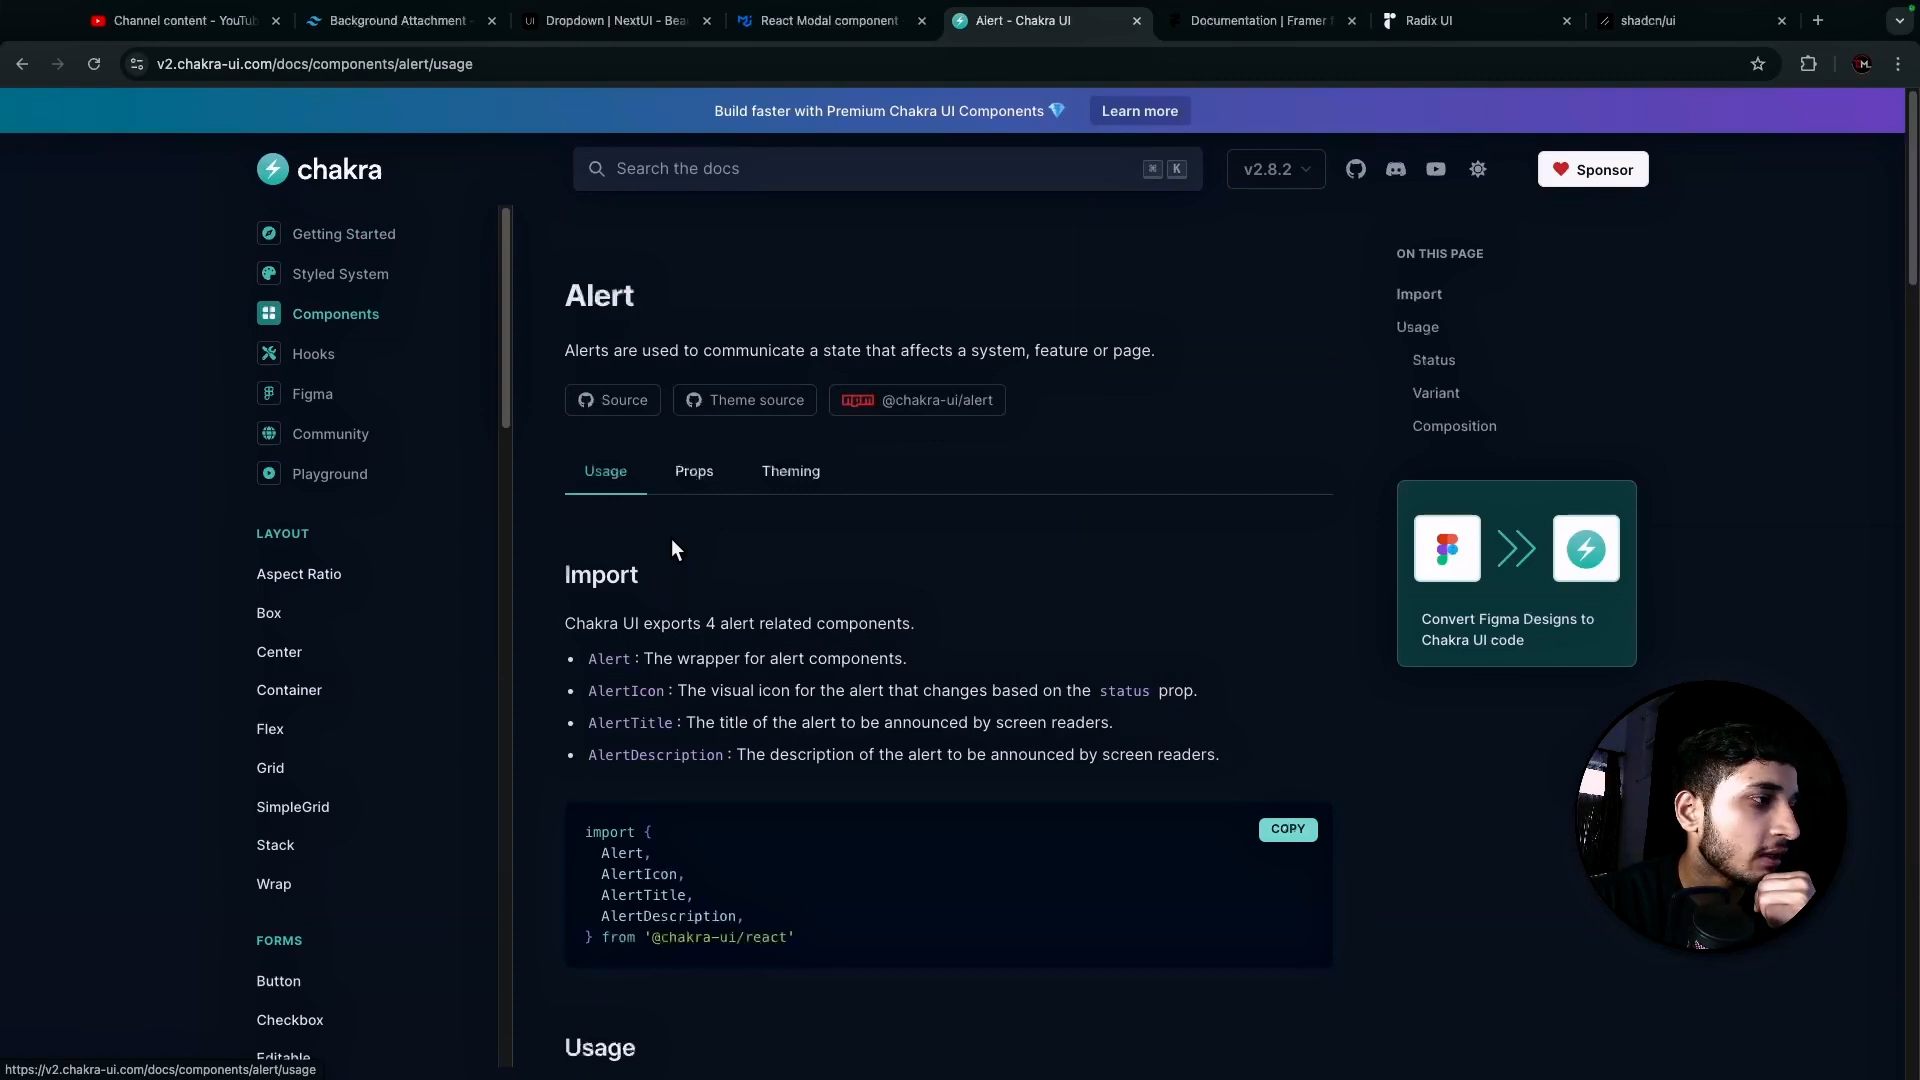 Channel content - YouTub
Background Attachment -
Dropdown | NextUI - Beau
React Modal component
Alert - Chakra UI
Documentation | Framer f
Radix UI
shadcn/ui
v2.chakra-ui.com/docs/components/alert/usage
Build faster with Premium Chakra UI Components
Learn more
chakra
Search the docs
⌘ K
v2.8.2
Sponsor
Getting Started
Styled System
Components
Hooks
Figma
Community
Playground
LAYOUT
Aspect Ratio
Box
Center
Container
Flex
Grid
SimpleGrid
Stack
Wrap
FORMS
Button
Checkbox
Editable
Alert
Alerts are used to communicate a state that affects a system, feature or page.
Source
Theme source
npm @chakra-ui/alert
Usage
Props
Theming
Import
Chakra UI exports 4 alert related components.
• Alert : The wrapper for alert components.
• AlertIcon : The visual icon for the alert that changes based on the status prop.
• AlertTitle : The title of the alert to be announced by screen readers.
• AlertDescription : The description of the alert to be announced by screen readers.
COPY
import {
Alert,
AlertIcon,
AlertTitle,
AlertDescription,
} from '@chakra-ui/react'
Usage
ON THIS PAGE
Import
Usage
Status
Variant
Composition
Convert Figma Designs to
Chakra UI code
https://v2.chakra-ui.com/docs/components/alert/usage